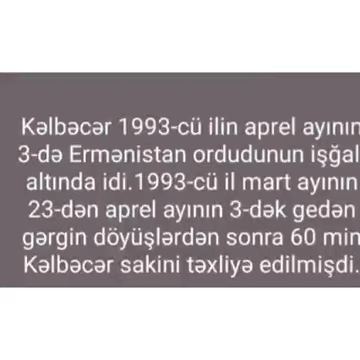 Kəlbəcər 1993-cü ilin aprel ayının
3-də Ermənistan ordudunun işğal
altında idi.1993-cü il mart ayının
23-dən aprel ayının 3-dək gedən
gərgin döyüşlərdən sonra 60 min
Kəlbəcər sakini təxliyə edilmişdi.